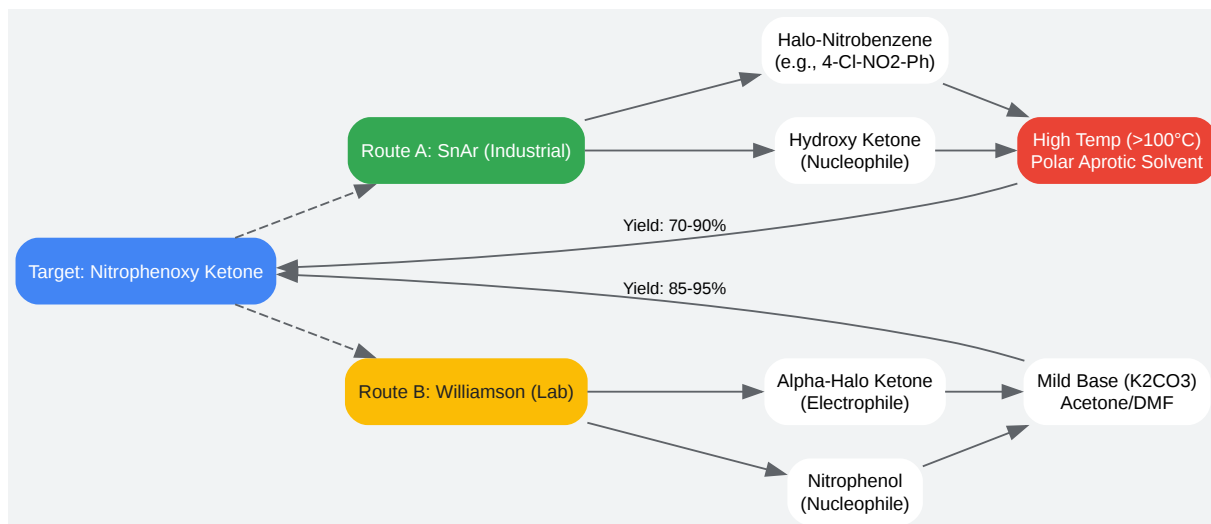 Halo-Nitrobenzene
(e.g., 4-Cl-NO2-Ph)
Route A: SnAr (Industrial)
Hydroxy Ketone
(Nucleophile)
High Temp (>100°C)
Polar Aprotic Solvent
Yield: 70-90%
Target: Nitrophenoxy Ketone
Yield: 85-95%
Route B: Williamson (Lab)
Alpha-Halo Ketone
(Electrophile)
Mild Base (K2CO3)
Acetone/DMF
Nitrophenol
(Nucleophile)